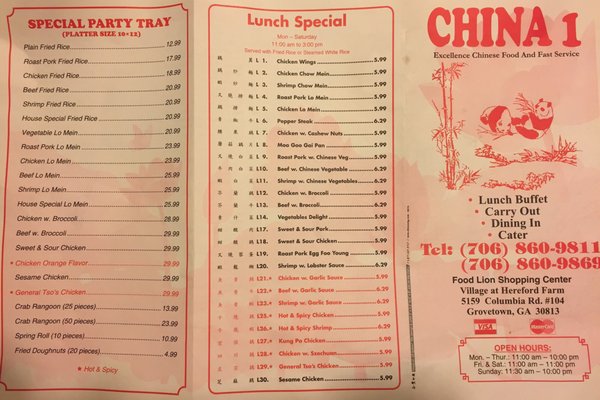 SPECIAL PARTY TRAY
(PLATTER SIZE 10×12)
Plain Fried Rice 12.99
Roast Pork Fried Rice 17.99
Chicken Fried Rice 18.99
Beef Fried Rice 20.99
Shrimp Fried Rice 20.99
House Special Fried Rice 20.99
Vegetable Lo Mein 20.99
Roast Pork Lo Mein 23.99
Chicken Lo Mein 23.99
Beef Lo Mein 25.99
Shrimp Lo Mein 25.99
House Special Lo Mein 25.99
Chicken w. Broccoli 28.99
Beef w. Broccoli 29.99
Sweet & Sour Chicken 29.99
* Chicken Orange Flavor 29.99
Sesame Chicken 29.99
* General Tso's Chicken 29.99
Crab Rangoon (25 pieces) 13.99
Crab Rangoon (50 pieces) 23.99
Spring Roll (10 pieces) 10.99
Fried Doughnuts (20 pieces) 4.99
* Hot & Spicy
Lunch Special
Mon - Saturday
11:00 am to 3:00 pm
Served with Fried Rice or Steamed White Rice
L 1. Chicken Wings 5.99
L 2. Chicken Chow Mein 5.99
L 3. Shrimp Chow Mein 5.99
L 4. Roast Pork Lo Mein 5.99
L 5. Chicken Lo Mein 5.99
L 6. Pepper Steak 6.29
L 7. Chicken w. Cashew Nuts 5.99
L 8. Moo Goo Gai Pan 5.99
L 9. Roast Pork w. Chinese Veg. 5.99
L10. Beef w. Chinese Vegetable 6.29
L11. Shrimp w. Chinese Vegetables 6.29
L12. Chicken w. Broccoli 5.99
L13. Beef w. Broccoli 6.29
L14. Vegetables Delight 5.99
L17. Sweet & Sour Pork 5.99
L18. Sweet & Sour Chicken 5.99
L19. Roast Pork Egg Foo Young 5.99
L20. Shrimp w. Lobster Sauce 6.29
L21.* Chicken w. Garlic Sauce 5.99
L22.* Beef w. Garlic Sauce 6.29
L23.* Shrimp w. Garlic Sauce 6.29
L25.* Hot & Spicy Chicken 5.99
L26.* Hot & Spicy Shrimp 6.29
L27.* Kung Po Chicken 5.99
L28.* Chicken w. Szechuan 5.99
L29.* General Tso's Chicken 5.99
L30. Sesame Chicken 5.99
CHINA 1
Excellence Chinese Food And Fast Service
• Lunch Buffet
• Carry Out
• Dining In
• Cater
Tel: (706) 860-9811
(706) 860-9869
Food Lion Shopping Center
Village at Hereford Farm
5159 Columbia Rd. #104
Grovetown, GA 30813
VISA MasterCard
OPEN HOURS:
Mon. - Thur.: 11:00 am - 10:00 pm
Fri. & Sat.: 11:00 am - 11:00 pm
Sunday: 11:30 am - 10:00 pm